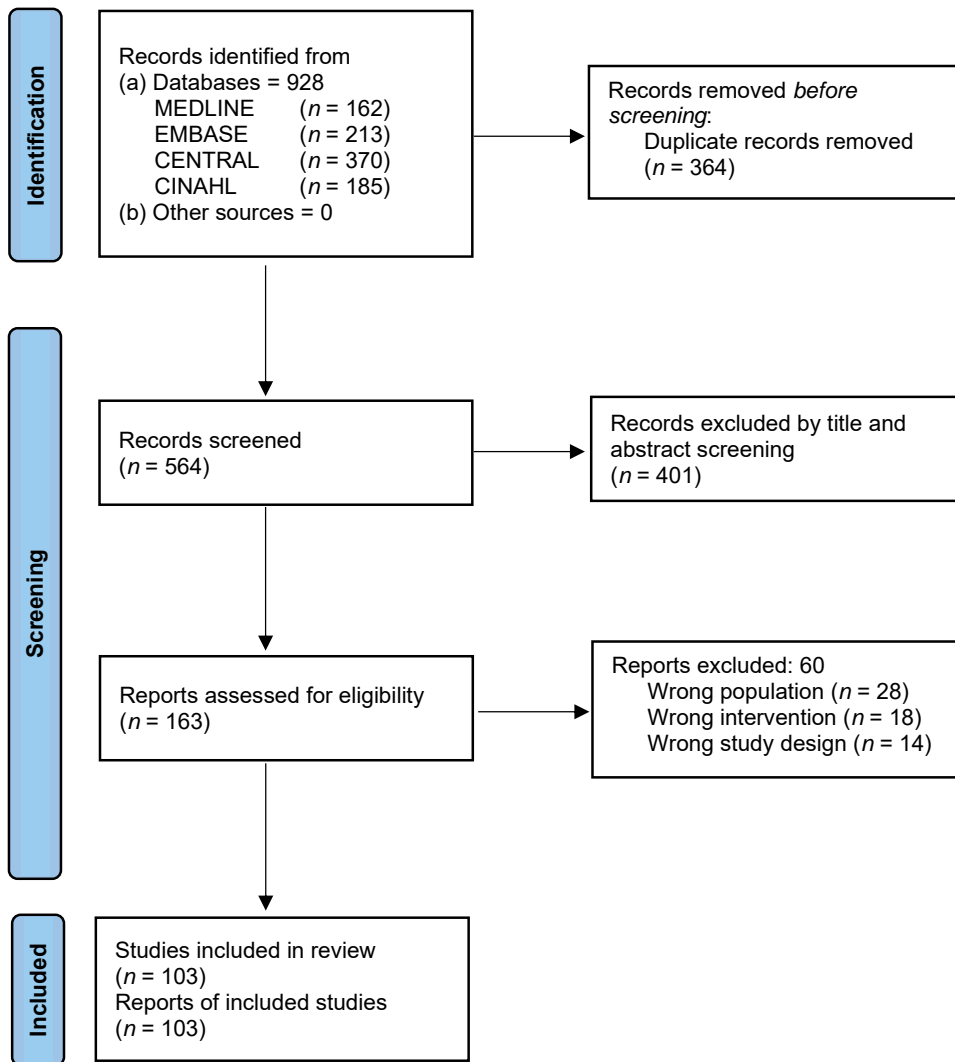 Identification
Records identified from
(a) Databases = 928
MEDLINE (n = 162)
EMBASE (n = 213)
CENTRAL (n = 370)
CINAHL (n = 185)
(b) Other sources = 0
Records removed before
screening:
Duplicate records removed
(n = 364)
Screening
Records screened
(n = 564)
Records excluded by title and
abstract screening
(n = 401)
Reports assessed for eligibility
(n = 163)
Reports excluded: 60
Wrong population (n = 28)
Wrong intervention (n = 18)
Wrong study design (n = 14)
Included
Studies included in review
(n = 103)
Reports of included studies
(n = 103)